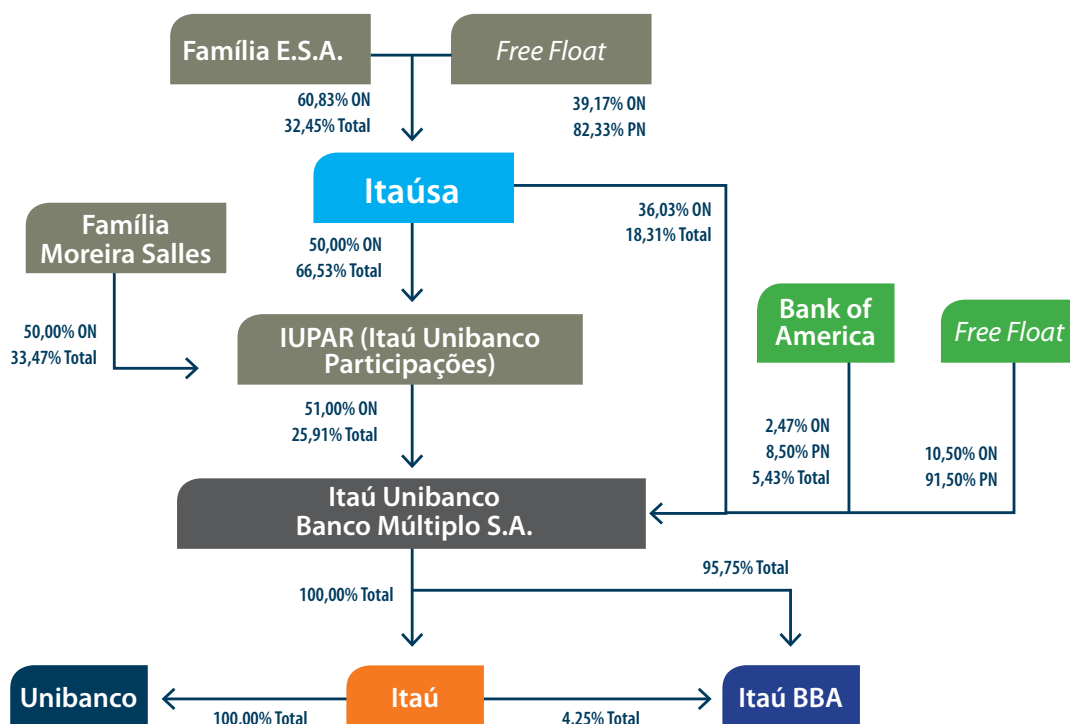 Família E.S.A.
Free Float
60,83% ON
32,45% Total
39,17% ON
82,33% PN
Itaúsa
36,03% ON
18,31% Total
Família
Moreira Salles
50,00% ON
66,53% Total
50,00% ON
33,47% Total
IUPAR (Itaú Unibanco
Participações)
Bank of
America
Free Float
51,00% ON
25,91% Total
2,47% ON
8,50% PN
5,43% Total
10,50% ON
91,50% PN
Itaú Unibanco
Banco Múltiplo S.A.
100,00% Total
95,75% Total
Unibanco
100,00% Total
Itaú
4,25% Total
Itaú BBA